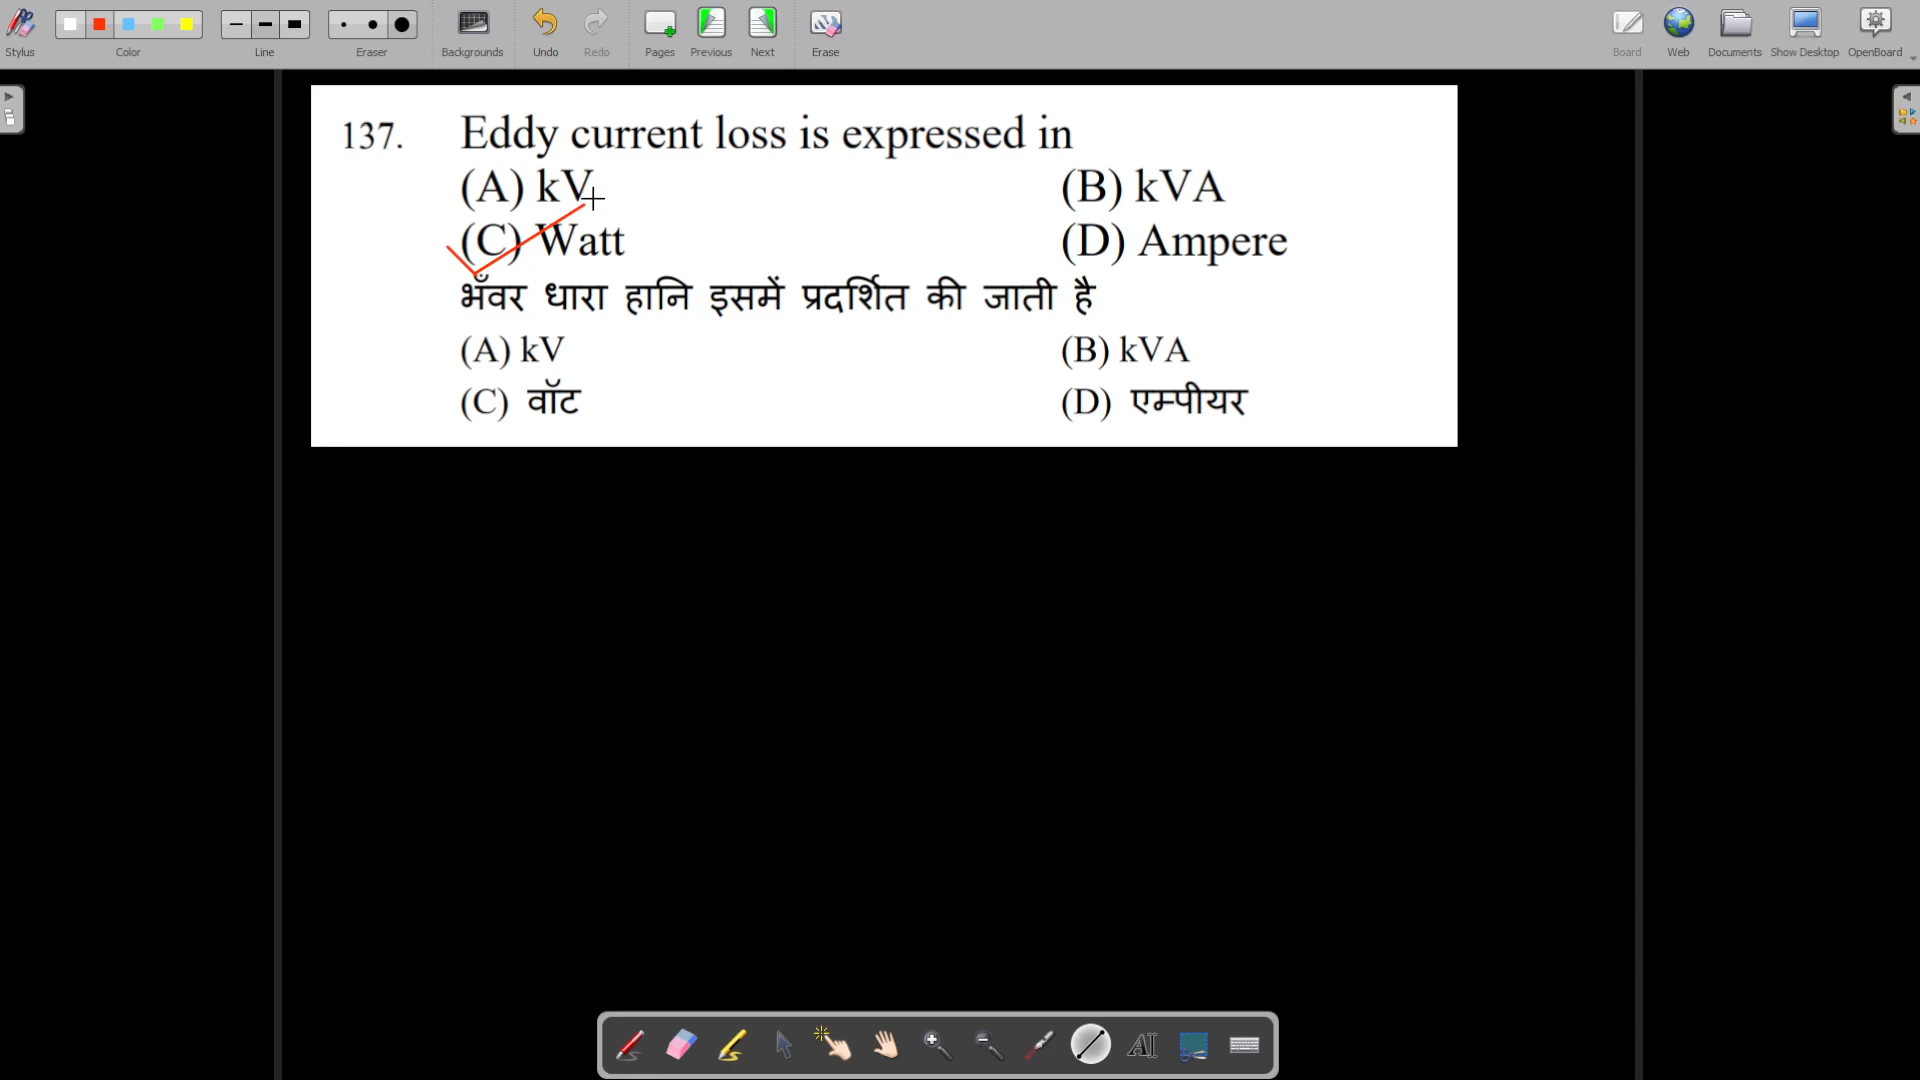 Stylus Color Line Eraser Backgrounds Undo Redo Pages Previous Next Erase Board Web Documents Show Desktop OpenBoard
137. Eddy current loss is expressed in
(A) kV (B) kVA
(C) Watt (D) Ampere
भँवर धारा हानि इसमें प्रदर्शित की जाती है
(A) kV (B) kVA
(C) वॉट (D) एम्पीयर
AI